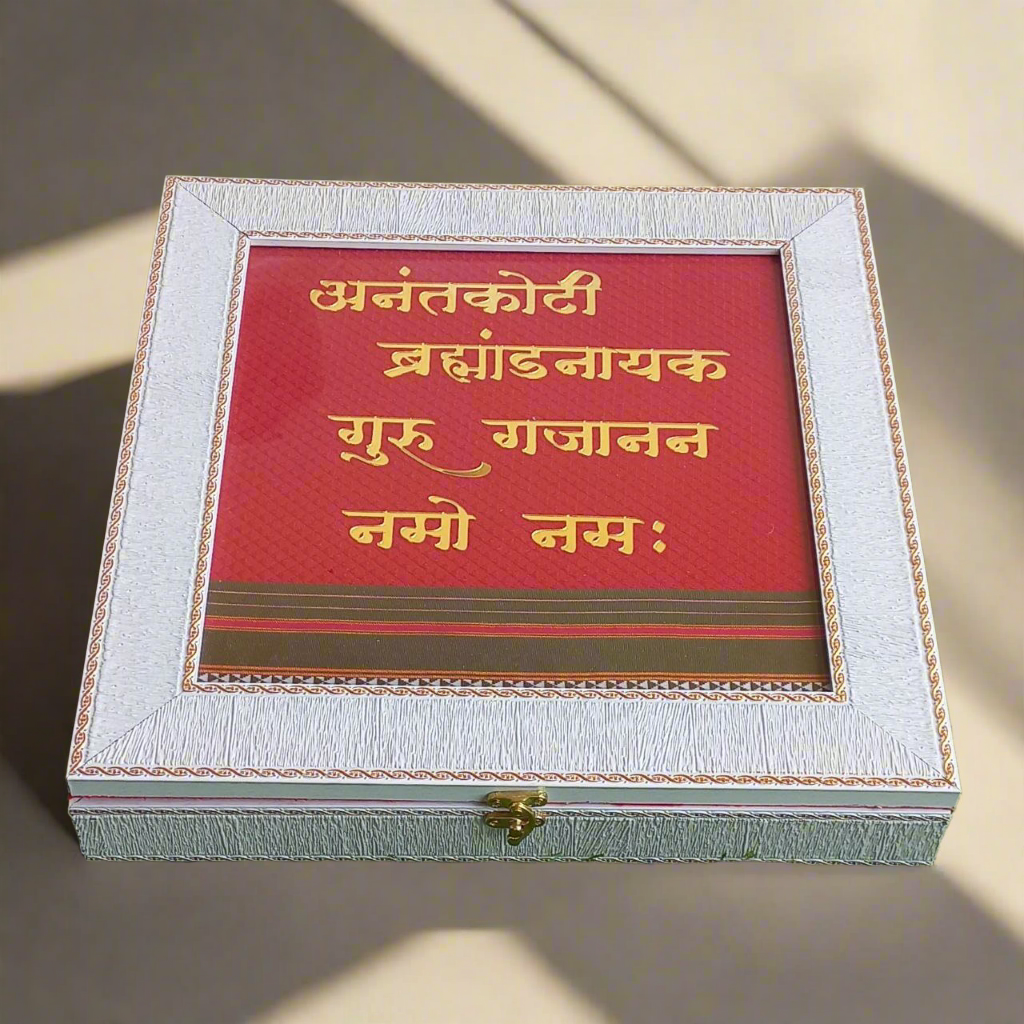 अनंतकोटी
ब्रह्मांडनायक
गुरु गजानन
नमो नमः